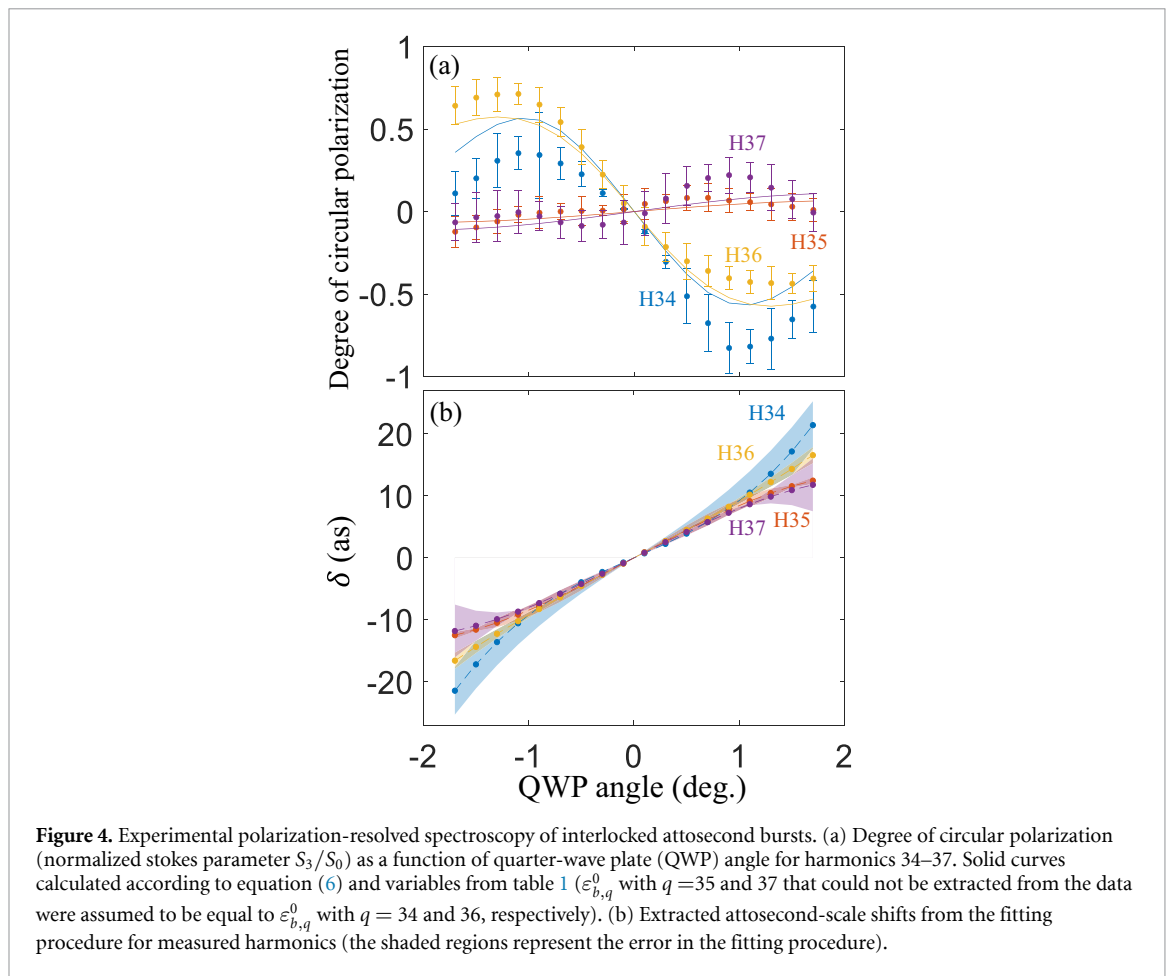 (a)
Degree of circular polarization
1
0.5
0
-0.5
-1
H37
H35
H36
H34
(b)
δ (as)
20
10
0
-10
-20
H34
H36
H37
H35
-2
-1
0
1
2
QWP angle (deg.)
Figure 4. Experimental polarization-resolved spectroscopy of interlocked attosecond bursts. (a) Degree of circular polarization
(normalized stokes parameter S₃/S₀) as a function of quarter-wave plate (QWP) angle for harmonics 34–37. Solid curves
calculated according to equation (6) and variables from table 1 (ε⁰_{b,q} with q =35 and 37 that could not be extracted from the data
were assumed to be equal to ε⁰_{b,q} with q = 34 and 36, respectively). (b) Extracted attosecond-scale shifts from the fitting
procedure for measured harmonics (the shaded regions represent the error in the fitting procedure).